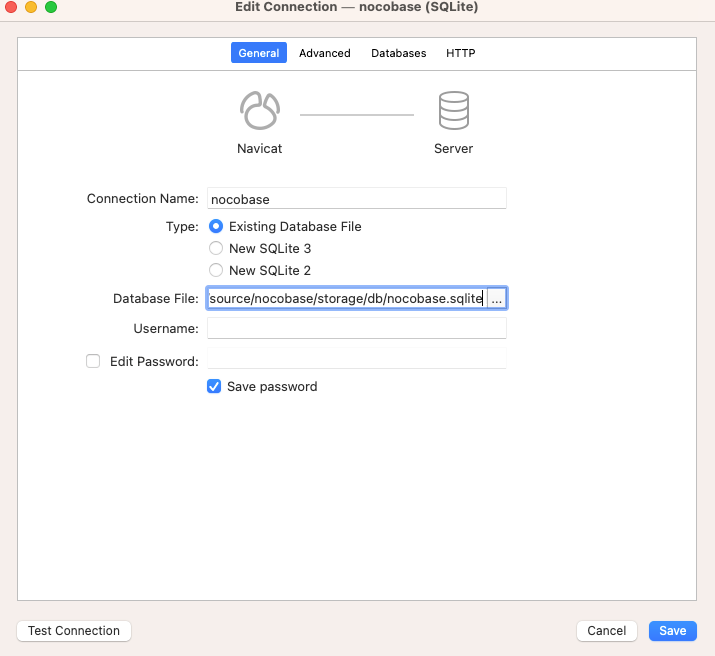 Edit Connection — nocobase (SQLite)
General Advanced Databases HTTP
Navicat Server
Connection Name: nocobase
Type: Existing Database File
New SQLite 3
New SQLite 2
Database File: source/nocobase/storage/db/nocobase.sqlite ...
Username:
Edit Password:
Save password
Test Connection Cancel Save